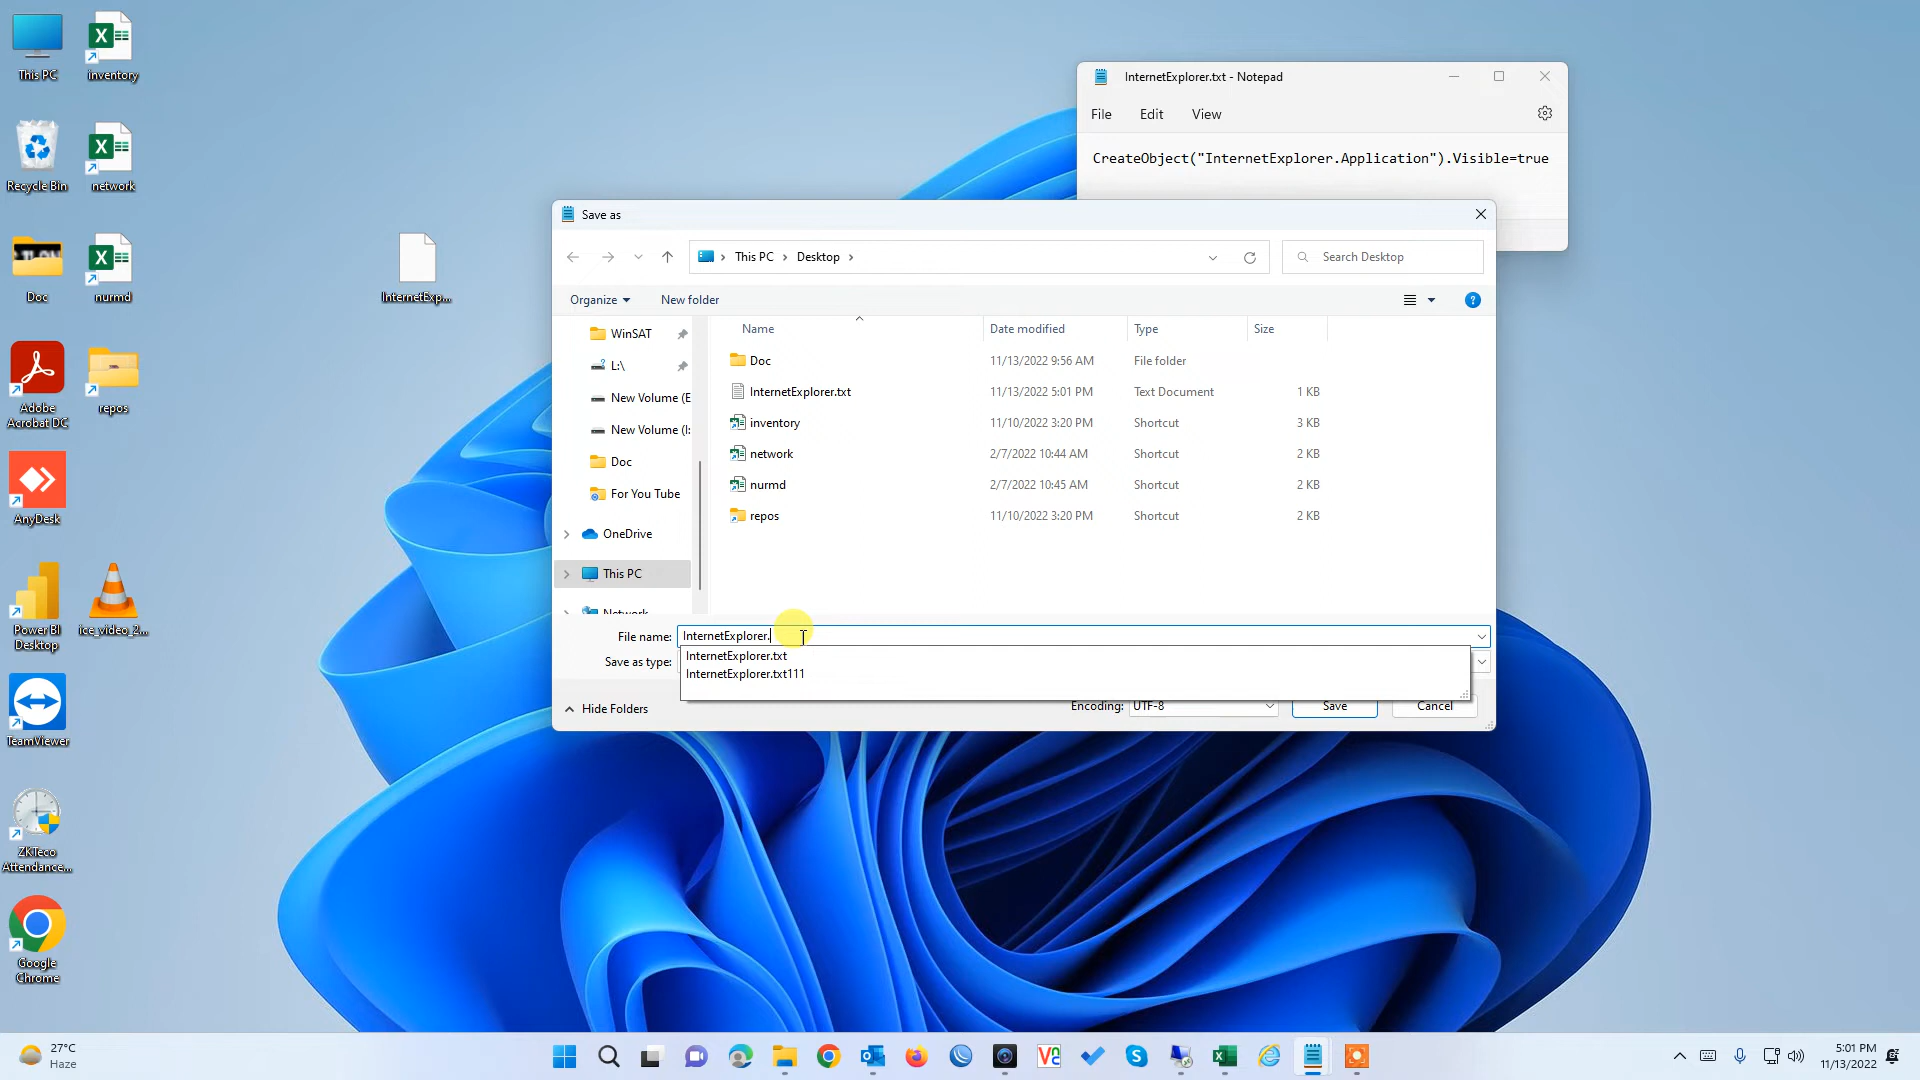 This PC
inventory
Recycle Bin
network
Doc
nurmd
Adobe
Acrobat DC
repos
AnyDesk
Power BI
Desktop
ice_video_2...
TeamViewer
ZKTeco
Attendance...
Google
Chrome
InternetExp...
InternetExplorer.txt - Notepad
File
Edit
View
CreateObject("InternetExplorer.Application").Visible=true
Save as
This PC
Desktop
Search Desktop
Organize
New folder
Name
Date modified
Type
Size
WinSAT
L:\
New Volume (E
New Volume (I:
Doc
For You Tube
OneDrive
This PC
Network
Doc 11/13/2022 9:56 AM File folder
InternetExplorer.txt 11/13/2022 5:01 PM Text Document 1 KB
inventory 11/10/2022 3:20 PM Shortcut 3 KB
network 2/7/2022 10:44 AM Shortcut 2 KB
nurmd 2/7/2022 10:45 AM Shortcut 2 KB
repos 11/10/2022 3:20 PM Shortcut 2 KB
File name: InternetExplorer.
Save as type:
InternetExplorer.txt
InternetExplorer.txt111
Hide Folders
Encoding: UTF-8
Save
Cancel
27°C
Haze
5:01 PM
11/13/2022